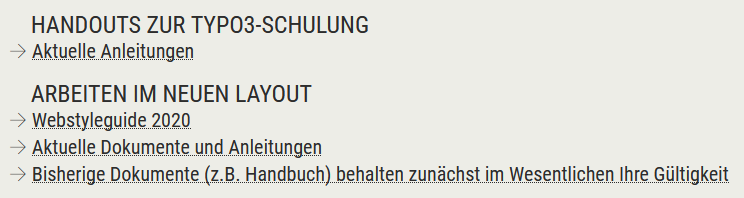 HANDOUTS ZUR TYPO3-SCHULUNG
Aktuelle Anleitungen
ARBEITEN IM NEUEN LAYOUT
Webstyleguide 2020
Aktuelle Dokumente und Anleitungen
Bisherige Dokumente (z.B. Handbuch) behalten zunächst im Wesentlichen Ihre Gültigkeit